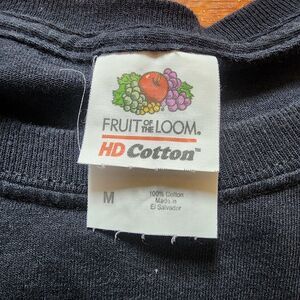 FRUIT OF THE LOOM®
HD Cotton™
M
100% Cotton
Made in
El Salvador